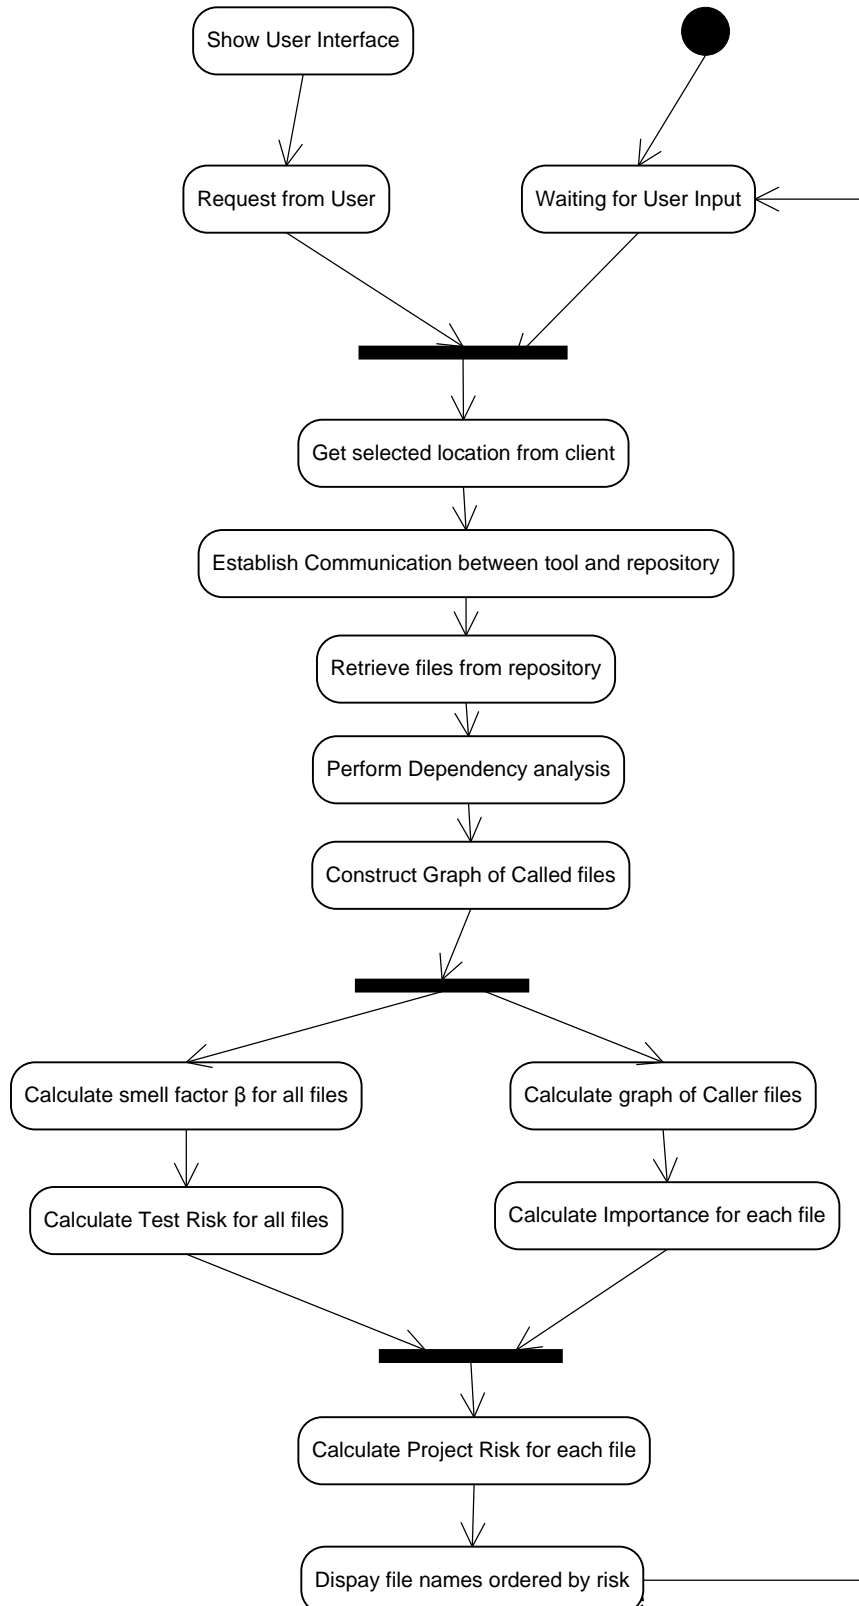 Show User Interface
Request from User
Waiting for User Input
Get selected location from client
Establish Communication between tool and repository
Retrieve files from repository
Perform Dependency analysis
Construct Graph of Called files
Calculate smell factor β for all files
Calculate graph of Caller files
Calculate Test Risk for all files
Calculate Importance for each file
Calculate Project Risk for each file
Dispay file names ordered by risk